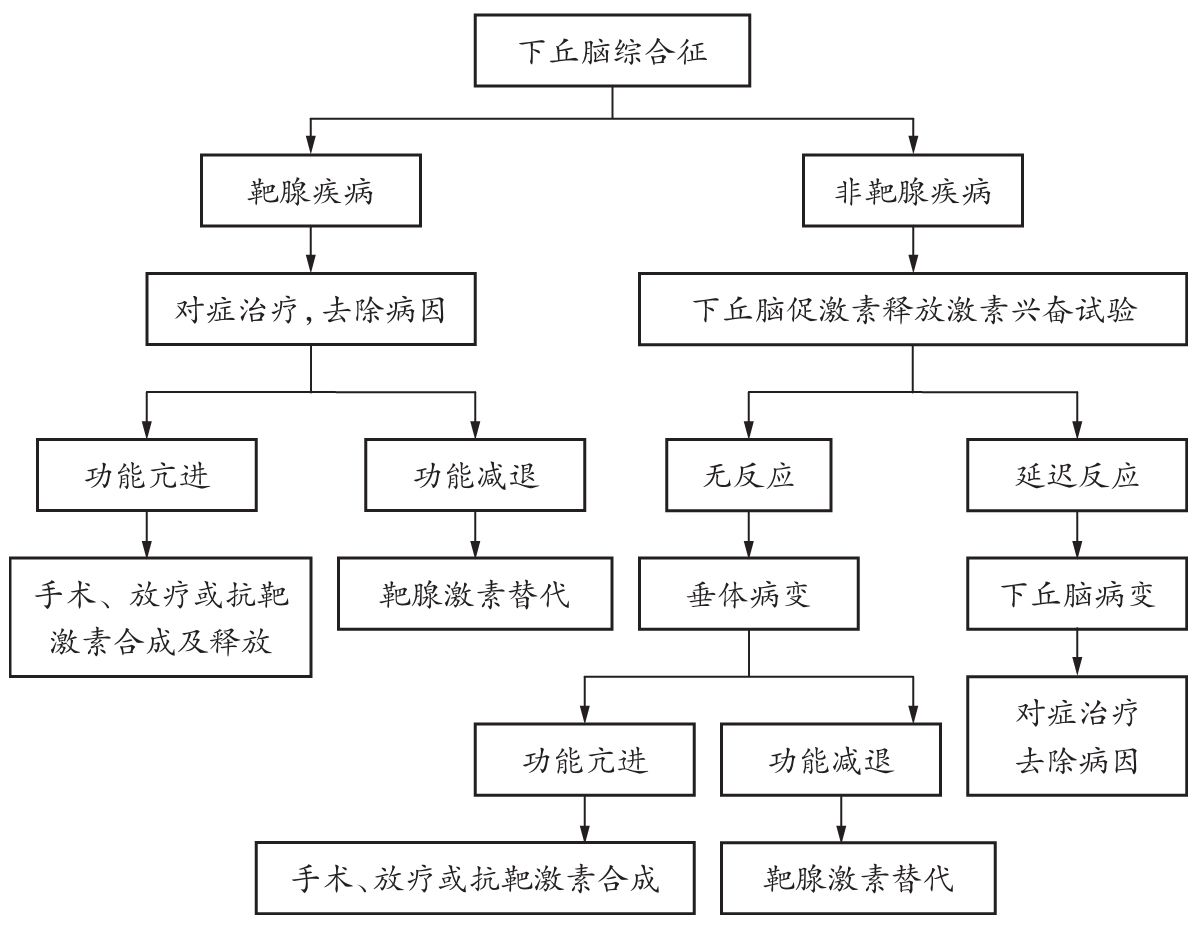 下丘脑综合征
靶腺疾病
非靶腺疾病
对症治疗,去除病因
下丘脑促激素释放激素兴奋试验
功能亢进
功能减退
无反应
延迟反应
手术、放疗或抗靶
激素合成及释放
靶腺激素替代
垂体病变
下丘脑病变
对症治疗
去除病因
功能亢进
功能减退
手术、放疗或抗靶激素合成
靶腺激素替代